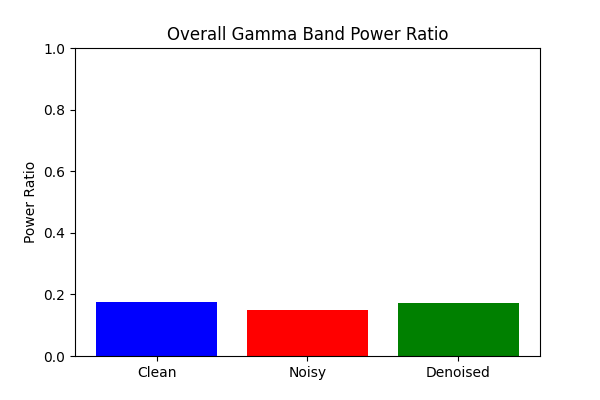 Overall Gamma Band Power Ratio
1.0
0.8
0.6
0.4
0.2
0.0
Power Ratio
Clean
Noisy
Denoised